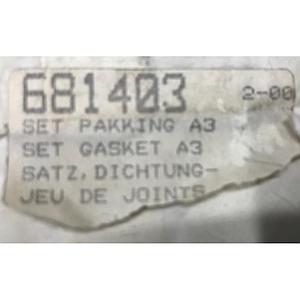 681403 2-00
SET PAKKING A3
SET GASKET A3
SATZ, DICHTUNG-
JEU DE JOINTS